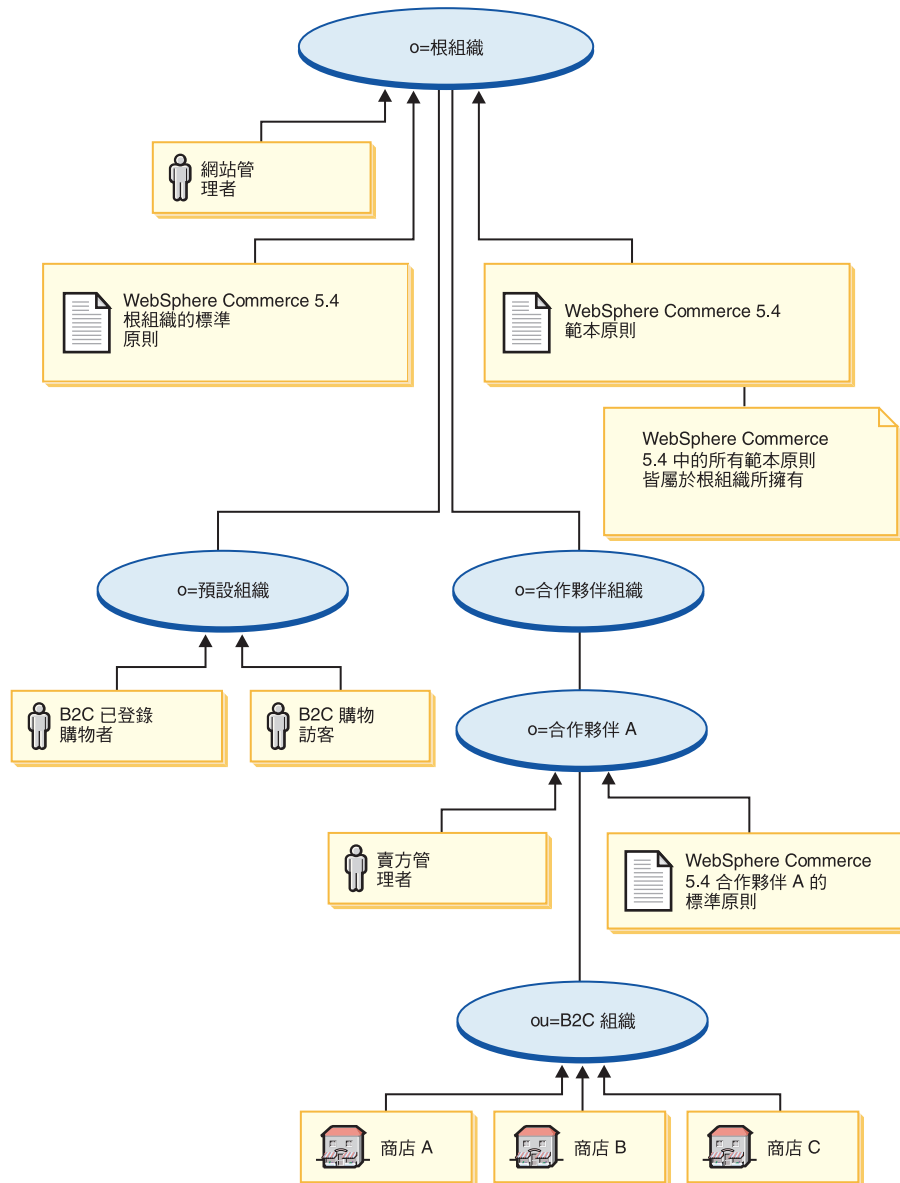 o=根組織
網站管
理者
WebSphere Commerce 5.4
根組織的標準
原則
WebSphere Commerce 5.4
範本原則
WebSphere Commerce
5.4 中的所有範本原則
皆屬於根組織所擁有
o=預設組織
o=合作夥伴組織
B2C 已登錄
購物者
B2C 購物
訪客
o=合作夥伴 A
賣方管
理者
WebSphere Commerce
5.4 合作夥伴 A 的
標準原則
ou=B2C 組織
商店 A
商店 B
商店 C